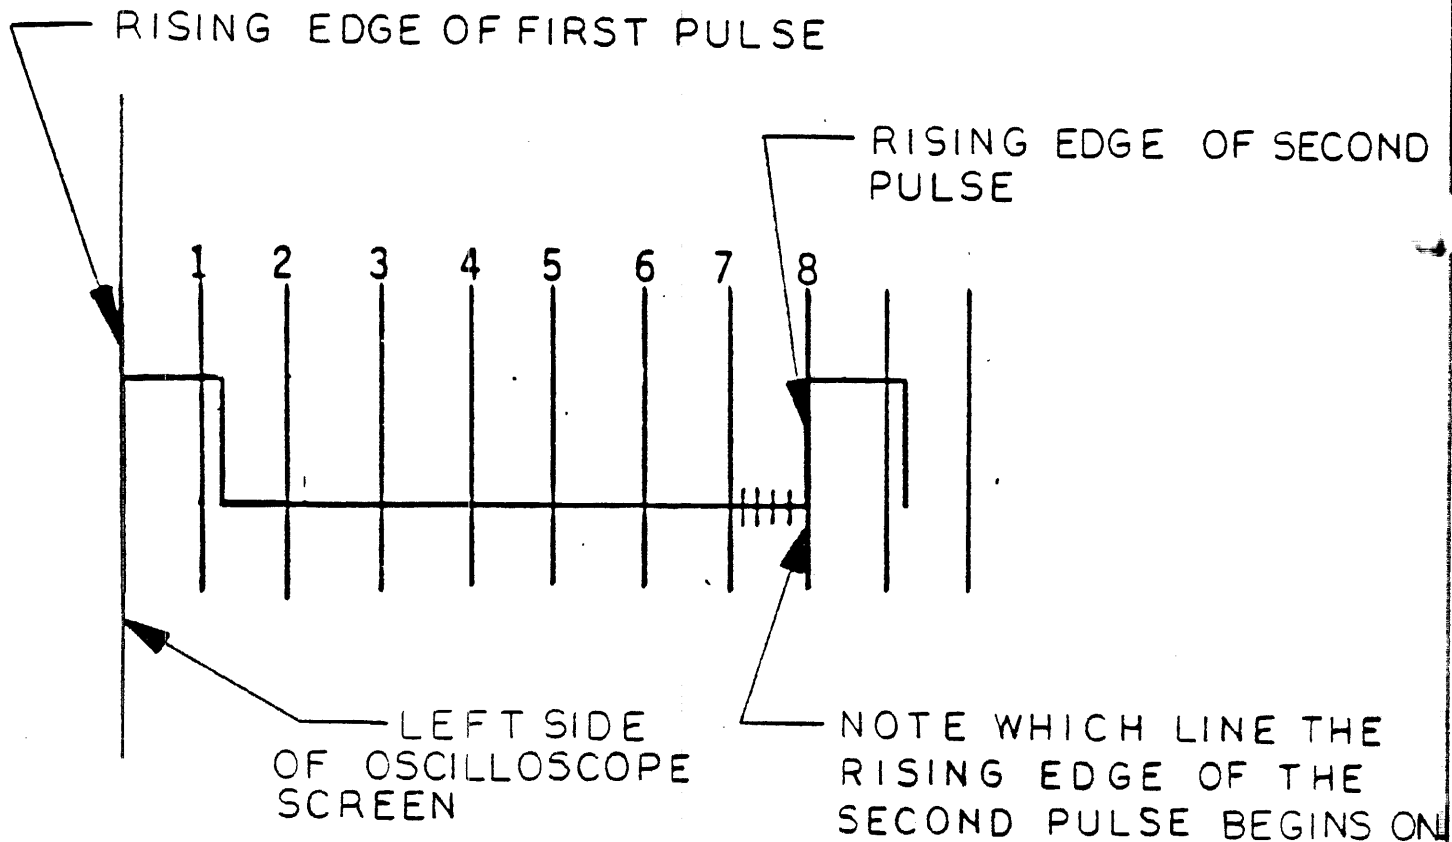 RISING EDGE OF FIRST PULSE
RISING EDGE OF SECOND
PULSE
1 2 3 4 5 6 7 8
LEFT SIDE
OF OSCILLOSCOPE
SCREEN
NOTE WHICH LINE THE
RISING EDGE OF THE
SECOND PULSE BEGINS ON